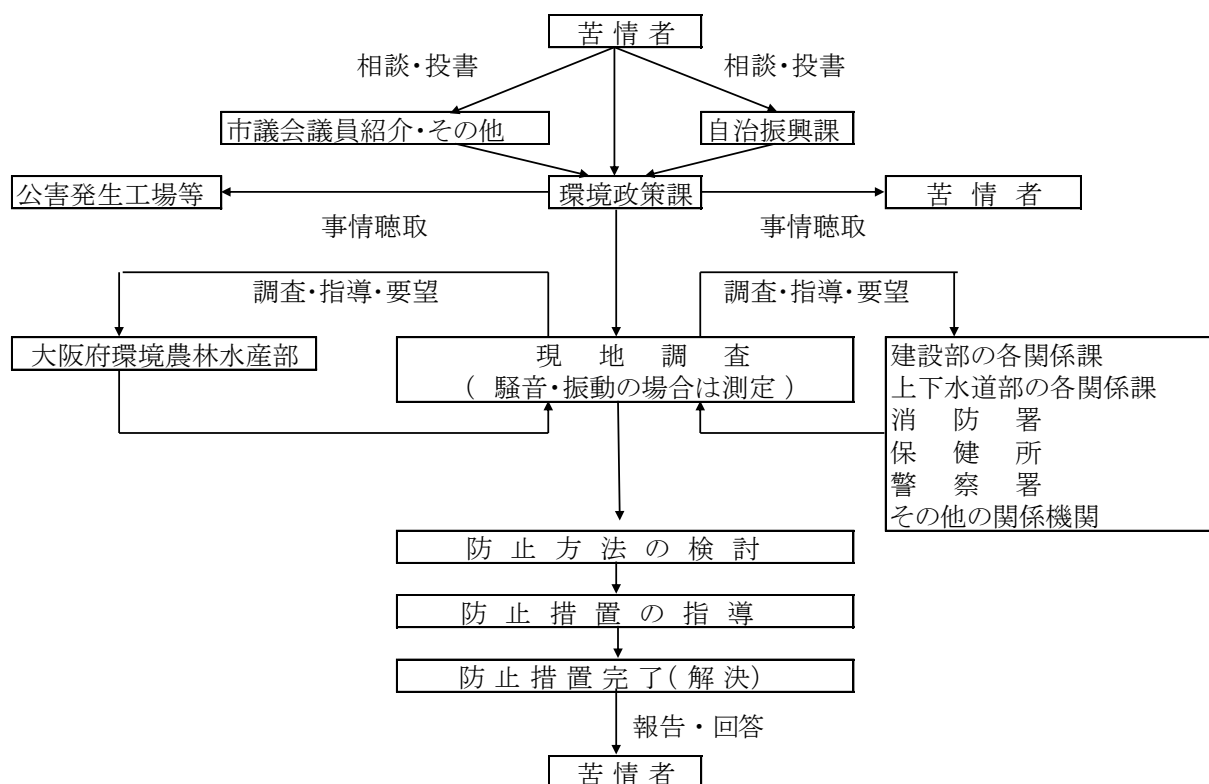 苦情者
相談・投書
相談・投書
市議会議員紹介・その他
自治振興課
公害発生工場等
環境政策課
苦情者
事情聴取
事情聴取
調査・指導・要望
調査・指導・要望
大阪府環境農林水産部
現地調査
(騒音・振動の場合は測定)
建設部の各関係課
上下水道部の各関係課
消防署
保健所
警察署
その他の関係機関
防止方法の検討
防止措置の指導
防止措置完了(解決)
報告・回答
苦情者